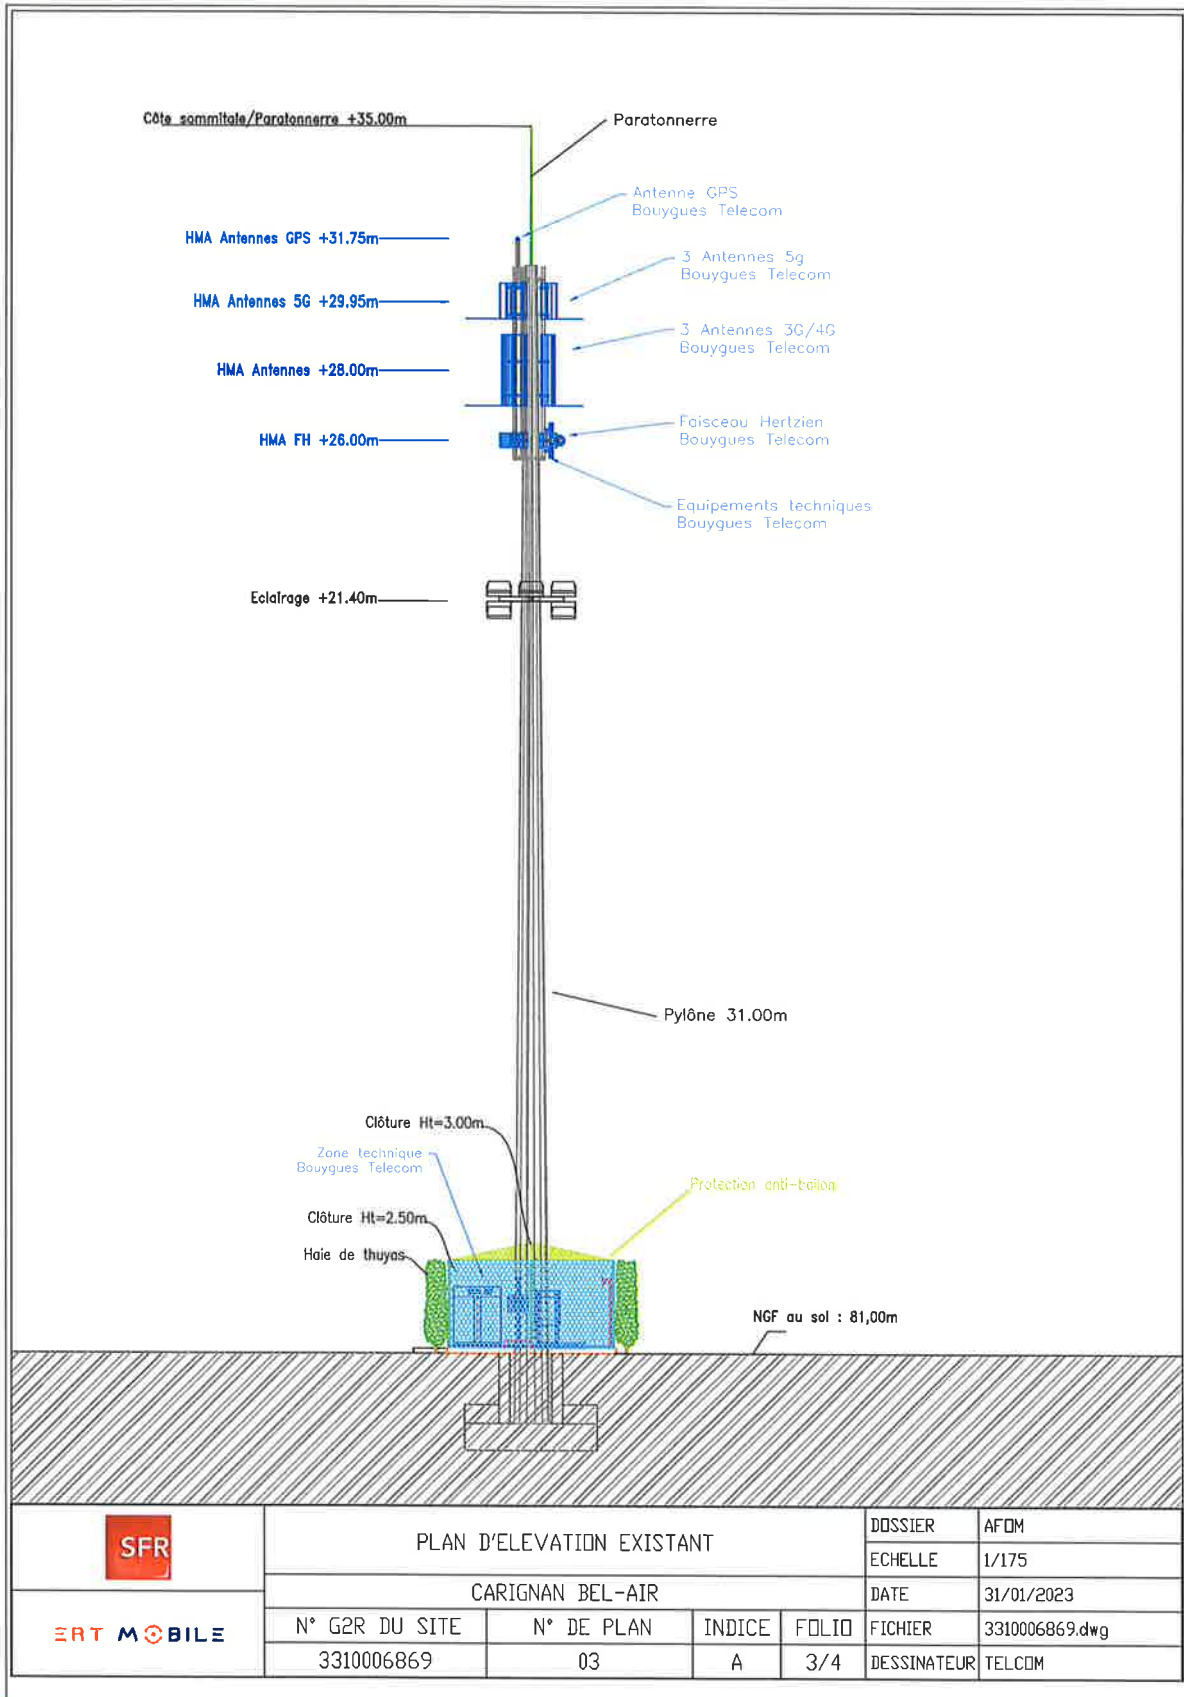 Côte sommitale/Paratonnerre +35.00m
Paratonnerre
Antenne GPS
Bouygues Telecom
HMA Antennes GPS +31.75m
3 Antennes 5g
Bouygues Telecom
HMA Antennes 5G +29.95m
3 Antennes 3G/4G
Bouygues Telecom
HMA Antennes +28.00m
Faisceau Hertzien
Bouygues Telecom
HMA FH +26.00m
Equipements techniques
Bouygues Telecom
Eclairage +21.40m
Pylône 31.00m
Clôture Ht=3.00m
Zone technique
Bouygues Telecom
Protection anti-ballon
Clôture Ht=2.50m
Haie de thuyas
NGF au sol : 81,00m
SFR
ERT MOBILE
PLAN D'ELEVATION EXISTANT
CARIGNAN BEL-AIR
N° G2R DU SITE
3310006869
N° DE PLAN
03
INDICE
A
FOLIO
3/4
DOSSIER AFOM
ECHELLE 1/175
DATE 31/01/2023
FICHIER 3310006869.dwg
DESSINATEUR TELCOM